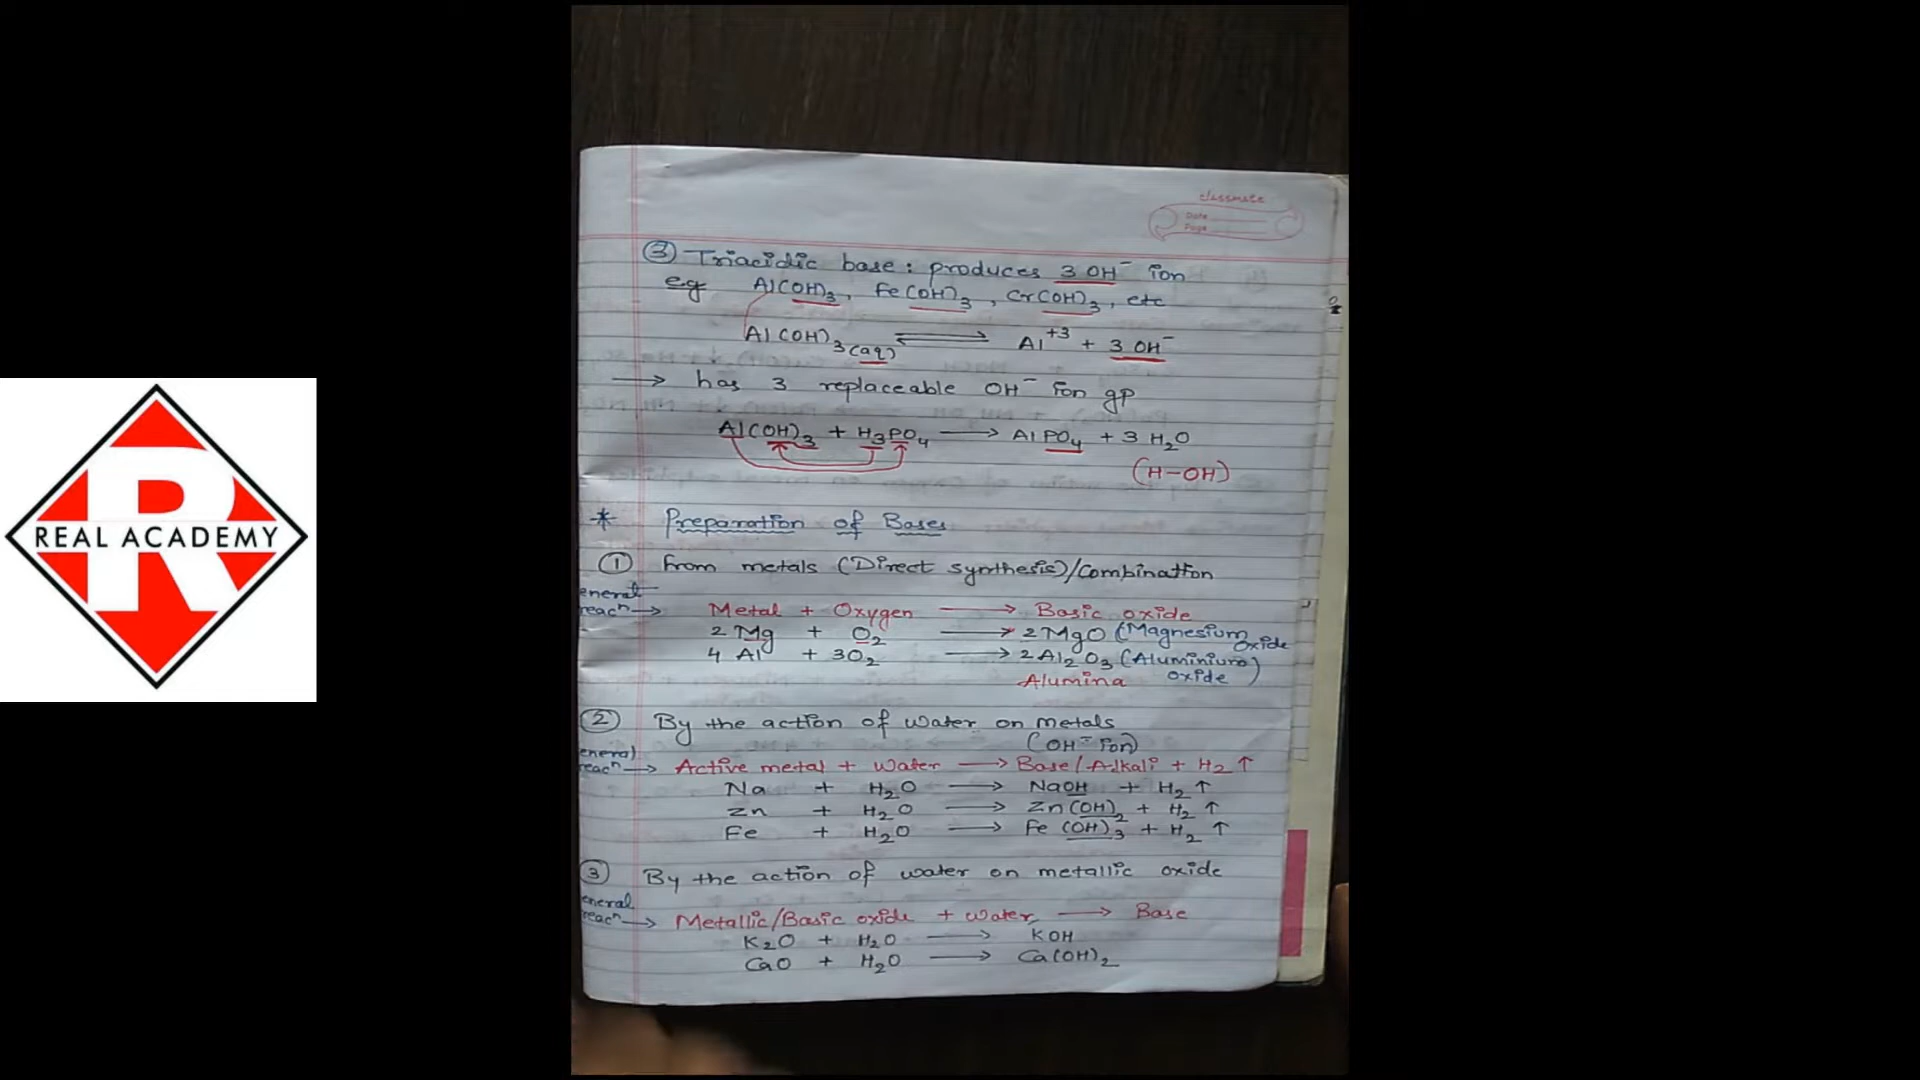 REAL ACADEMY
classmate
Date
Page
③ Triacidic base : produces 3 OH⁻ ion
eg Al(OH)₃, Fe(OH)₃, Cr(OH)₃, etc
Al(OH)₃(aq) ⇌ Al⁺³ + 3 OH⁻
→ has 3 replaceable OH⁻ ion gp
Al(OH)₃ + H₃PO₄ → AlPO₄ + 3 H₂O
(H-OH)
* Preparation of Bases
① From metals (Direct synthesis)/Combination
eneral
reacⁿ → Metal + Oxygen → Basic oxide
2 Mg + O₂ → 2 MgO (Magnesium oxide
4 Al + 3O₂ → 2 Al₂O₃ (Aluminium oxide)
Alumina
② By the action of water on metals
(OH⁻ ion)
eneral
reacⁿ → Active metal + Water → Base/Alkali + H₂ ↑
Na + H₂O → NaOH + H₂ ↑
Zn + H₂O → Zn(OH)₂ + H₂ ↑
Fe + H₂O → Fe(OH)₃ + H₂ ↑
③ By the action of water on metallic oxide
eneral
reacⁿ → Metallic/Basic oxide + water → Base
K₂O + H₂O → KOH
CaO + H₂O → Ca(OH)₂